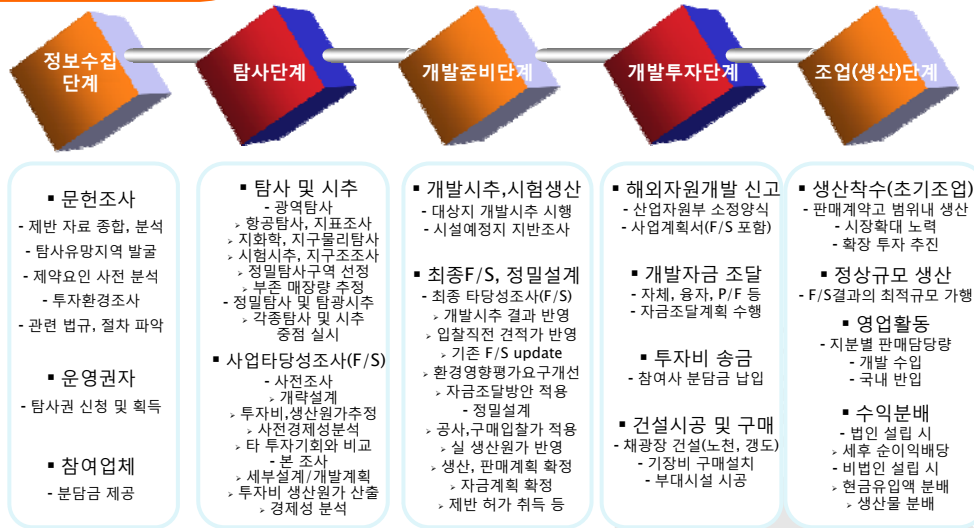 정보수집
단계
탐사단계
개발준비단계
개발투자단계
조업(생산)단계
▪ 문헌조사
- 제반 자료 종합, 분석
- 탐사유망지역 발굴
- 제약요인 사전 분석
- 투자환경조사
- 관련 법규, 절차 파악
▪ 운영권자
- 탐사권 신청 및 획득
▪ 참여업체
- 분담금 제공
▪ 탐사 및 시추
- 광역탐사
➢ 항공탐사, 지표조사
➢ 지화학, 지구물리탐사
➢ 시험시추, 지구조조사
➢ 정밀탐사구역 선정
➢ 부존 매장량 추정
- 정밀탐사 및 탐광시추
➢ 각종탐사 및 시추
중점 실시
▪ 사업타당성조사(F/S)
- 사전조사
- 개략설계
➢ 투자비,생산원가추정
➢ 사전경제성분석
➢ 타 투자기회와 비교
- 본 조사
➢ 세부설계/개발계획
➢ 투자비 생산원가 산출
➢ 경제성 분석
▪ 개발시추,시험생산
- 대상지 개발시추 시행
- 시설예정지 지반조사
▪ 최종F/S, 정밀설계
- 최종 타당성조사(F/S)
➢ 개발시추 결과 반영
➢ 입찰직전 견적가 반영
➢ 기존 F/S update
➢ 환경영향평가요구개선
➢ 자금조달방안 적용
- 정밀설계
➢ 공사,구매입찰가 적용
➢ 실 생산원가 반영
➢ 생산, 판매계획 확정
➢ 자금계획 확정
➢ 제반 허가 취득 등
▪ 해외자원개발 신고
- 산업자원부 소정양식
- 사업계획서(F/S 포함)
▪ 개발자금 조달
- 자체, 융자, P/F 등
- 자금조달계획 수행
▪ 투자비 송금
- 참여사 분담금 납입
▪ 건설시공 및 구매
- 채광장 건설(노천, 갱도)
- 기장비 구매설치
- 부대시설 시공
▪ 생산착수(초기조업)
- 판매계약고 범위내 생산
- 시장확대 노력
- 확장 투자 추진
▪ 정상규모 생산
- F/S결과의 최적규모 가행
▪ 영업활동
- 지분별 판매담당량
- 개발 수입
- 국내 반입
▪ 수익분배
- 법인 설립 시
➢ 세후 순이익배당
- 비법인 설립 시
➢ 현금유입액 분배
➢ 생산물 분배